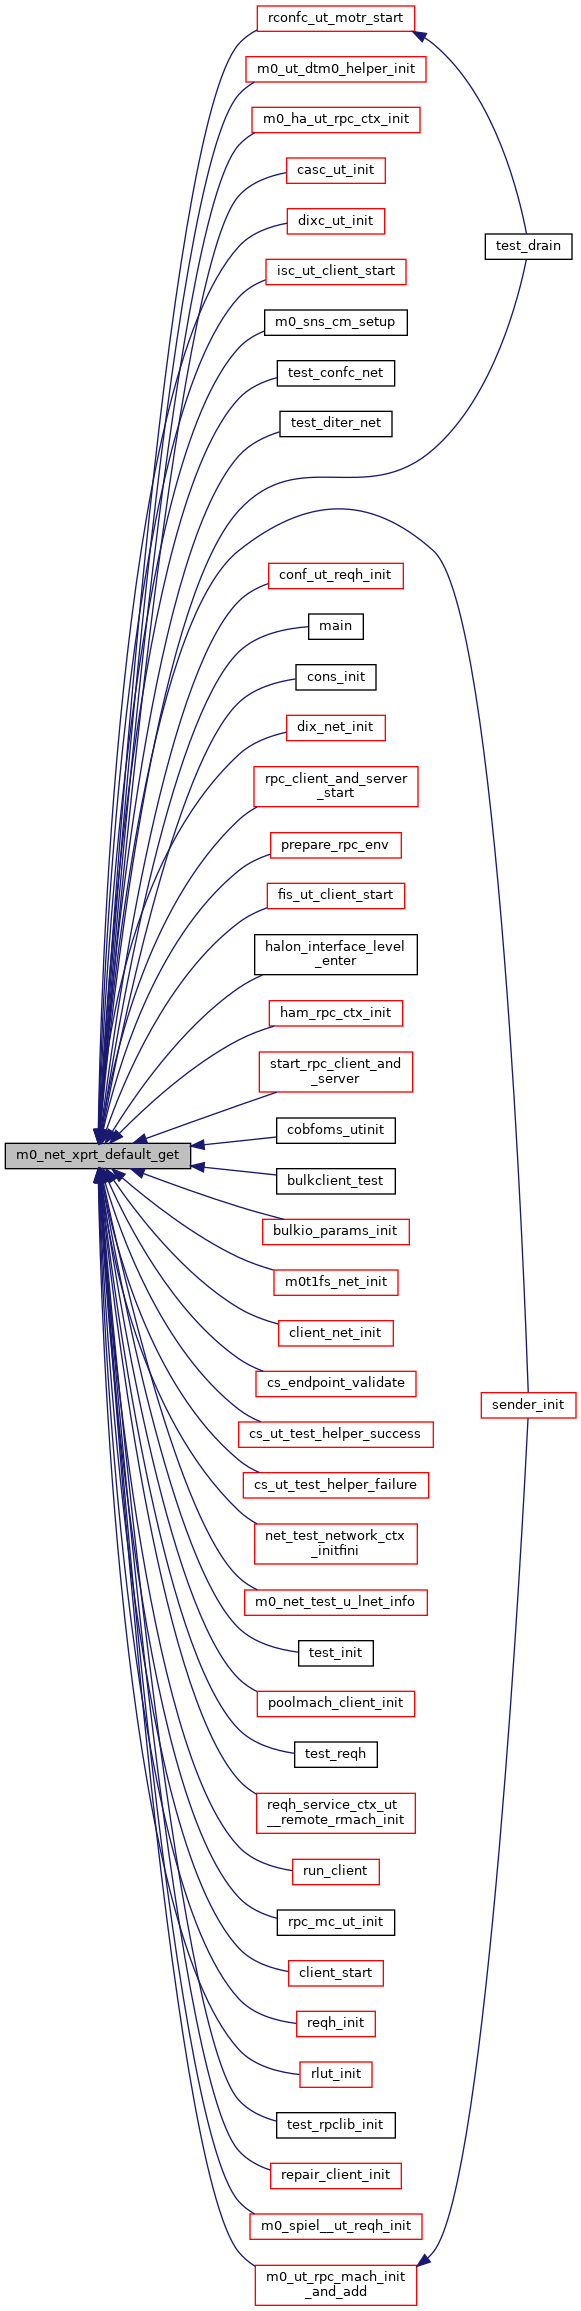 rconfc_ut_motr_start
m0_ut_dtm0_helper_init
m0_ha_ut_rpc_ctx_init
casc_ut_init
dixc_ut_init
test_drain
isc_ut_client_start
m0_sns_cm_setup
test_confc_net
test_diter_net
conf_ut_reqh_init
main
cons_init
dix_net_init
rpc_client_and_server
_start
prepare_rpc_env
fis_ut_client_start
halon_interface_level
_enter
ham_rpc_ctx_init
start_rpc_client_and
_server
cobfoms_utinit
m0_net_xprt_default_get
bulkclient_test
bulkio_params_init
m0t1fs_net_init
client_net_init
cs_endpoint_validate
sender_init
cs_ut_test_helper_success
cs_ut_test_helper_failure
net_test_network_ctx
_initfini
m0_net_test_u_lnet_info
test_init
poolmach_client_init
test_reqh
reqh_service_ctx_ut
__remote_rmach_init
run_client
rpc_mc_ut_init
client_start
reqh_init
rlut_init
test_rpclib_init
repair_client_init
m0_spiel__ut_reqh_init
m0_ut_rpc_mach_init
_and_add